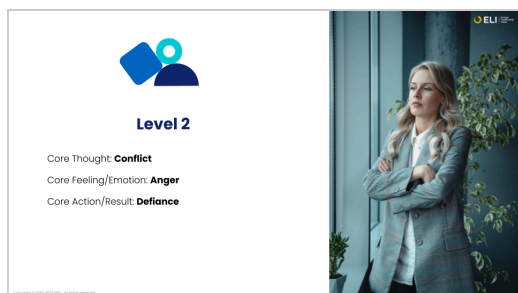 ELI
Level 2
Core Thought: Conflict
Core Feeling/Emotion: Anger
Core Action/Result: Defiance